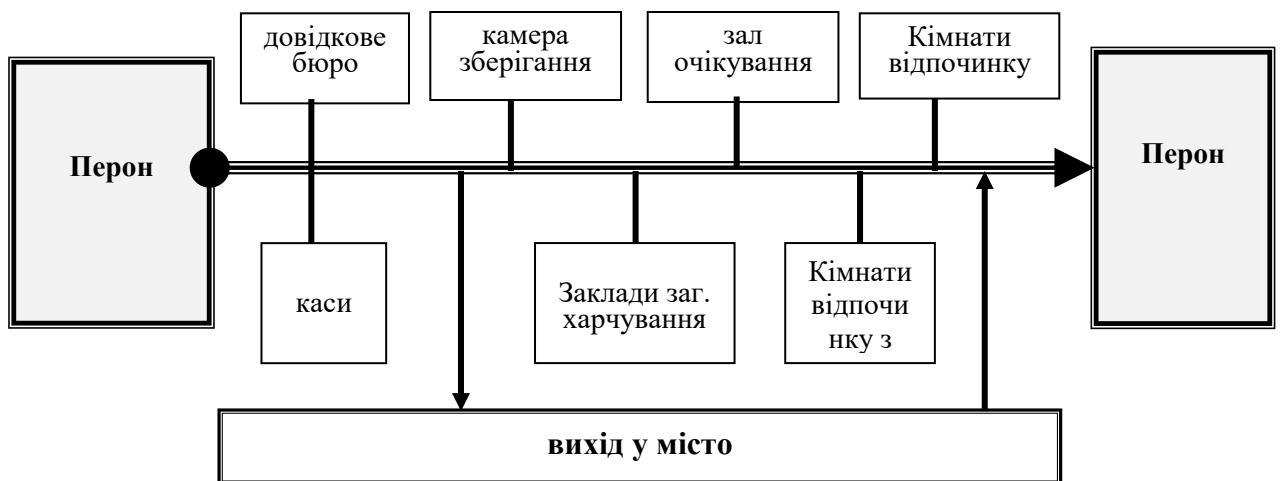 довідкове
бюро
камера
зберігання
зал
очікування
Кімнати
відпочинку
Перон
Перон
каси
Заклади заг.
харчування
Кімнати
відпочи
нку з
вихід у місто